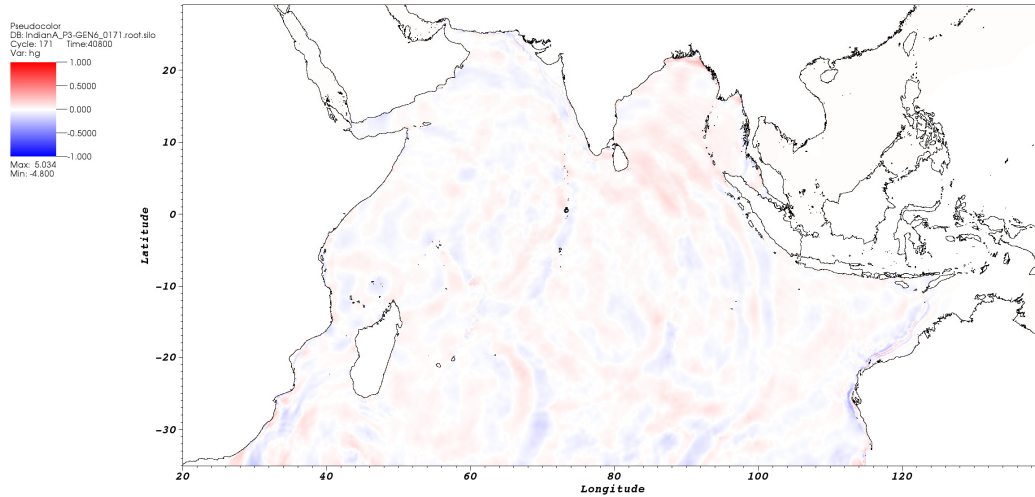 Pseudocolor
DB: IndianA_P3-GEN6_0171.root.silo
Cycle: 171 Time:40800
Var: hg
1.000
0.5000
0.000
-0.5000
-1.000
Max: 5.034
Min: -4.800
Latitude
20
10
0
-10
-20
-30
20
40
60
80
100
120
Longitude